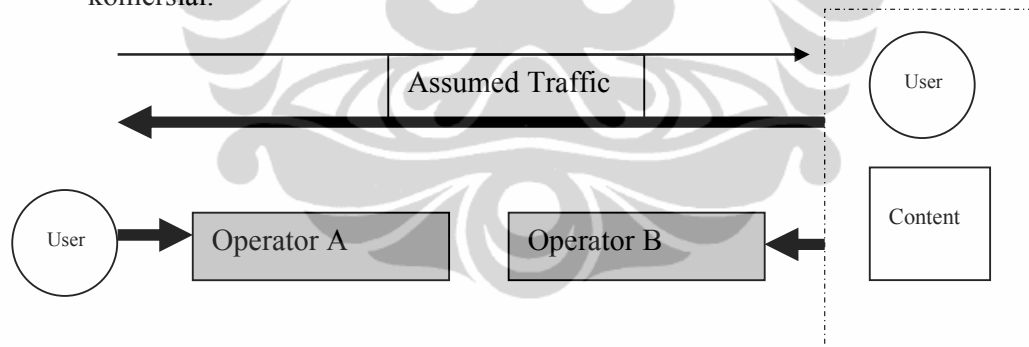 komersial.
Assumed Traffic
User
Content
User
Operator A
Operator B